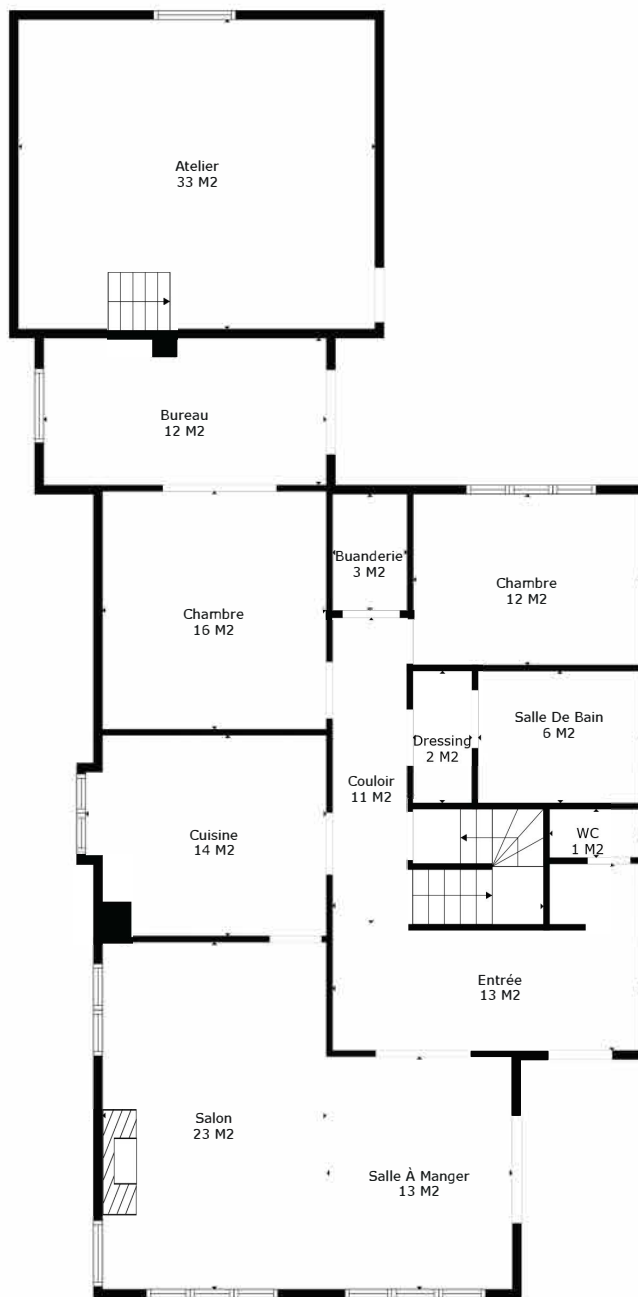 Atelier
33 M2
Bureau
12 M2
Buanderie
3 M2
Chambre
12 M2
Chambre
16 M2
Salle De Bain
6 M2
Dressing
2 M2
Couloir
11 M2
Cuisine
14 M2
WC
1 M2
Entrée
13 M2
Salon
23 M2
Salle À Manger
13 M2